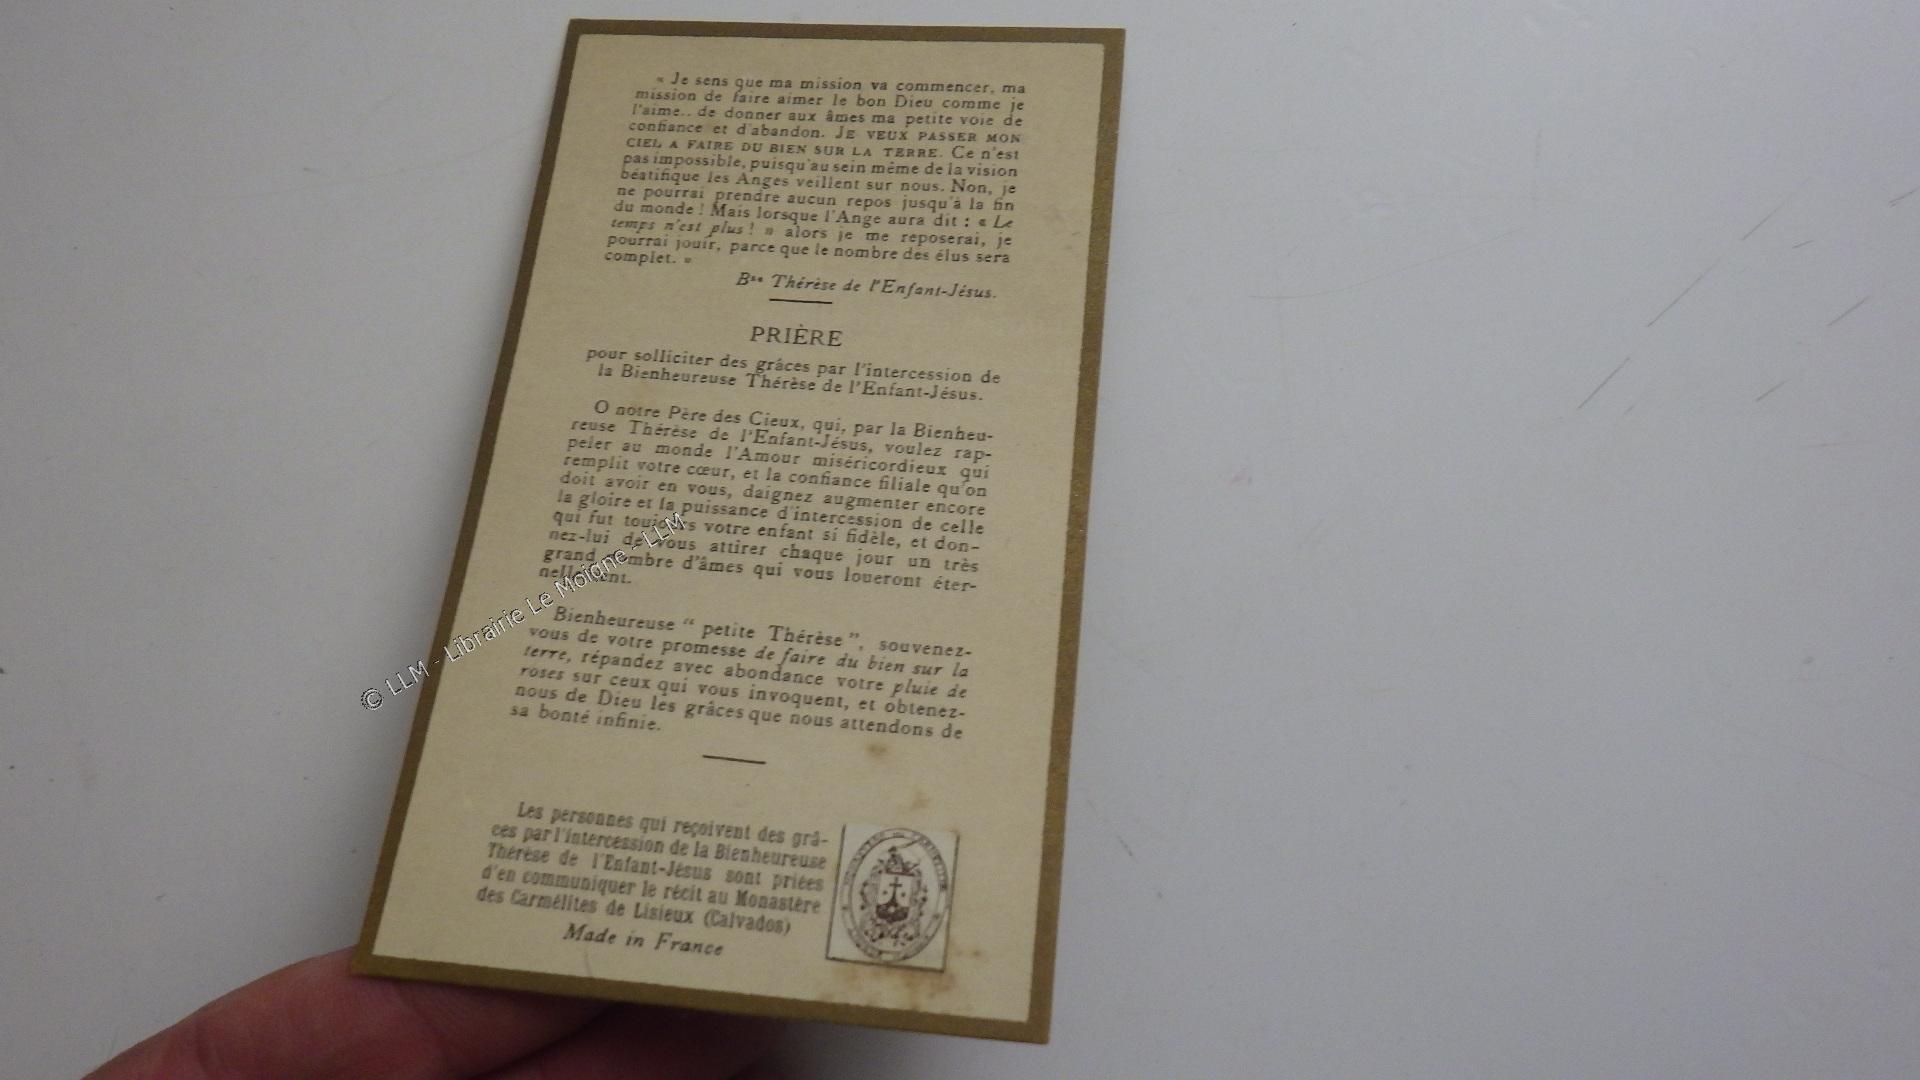 « Je sens que ma mission va commencer, ma
mission de faire aimer le bon Dieu comme je
l'aime.. de donner aux âmes ma petite voie de
confiance et d'abandon. JE VEUX PASSER MON
CIEL A FAIRE DU BIEN SUR LA TERRE. Ce n'est
pas impossible, puisqu'au sein même de la vision
béatifique les Anges veillent sur nous. Non, je
ne pourrai prendre aucun repos jusqu'à la fin
du monde ! Mais lorsque l'Ange aura dit : « Le
temps n'est plus ! » alors je me reposerai, je
pourrai jouir, parce que le nombre des élus sera
complet. »
Bse Thérèse de l'Enfant-Jésus.
PRIÈRE
pour solliciter des grâces par l'intercession de
la Bienheureuse Thérèse de l'Enfant-Jésus.
O notre Père des Cieux, qui, par la Bienheu-
reuse Thérèse de l'Enfant-Jésus, voulez rap-
peler au monde l'Amour miséricordieux qui
remplit votre cœur, et la confiance filiale qu'on
doit avoir en vous, daignez augmenter encore
la gloire et la puissance d'intercession de celle
qui fut toujours votre enfant si fidèle, et don-
nez-lui de vous attirer chaque jour un très
grand nombre d'âmes qui vous loueront éter-
nellement.
Bienheureuse “ petite Thérèse ”, souvenez-
vous de votre promesse de faire du bien sur la
terre, répandez avec abondance votre pluie de
roses sur ceux qui vous invoquent, et obtenez-
nous de Dieu les grâces que nous attendons de
sa bonté infinie.
Les personnes qui reçoivent des grâ-
ces par l'intercession de la Bienheureuse
Thérèse de l'Enfant-Jésus sont priées
d'en communiquer le récit au Monastère
des Carmélites de Lisieux (Calvados)
Made in France
© LLM - Librairie Le Moigne - LLM